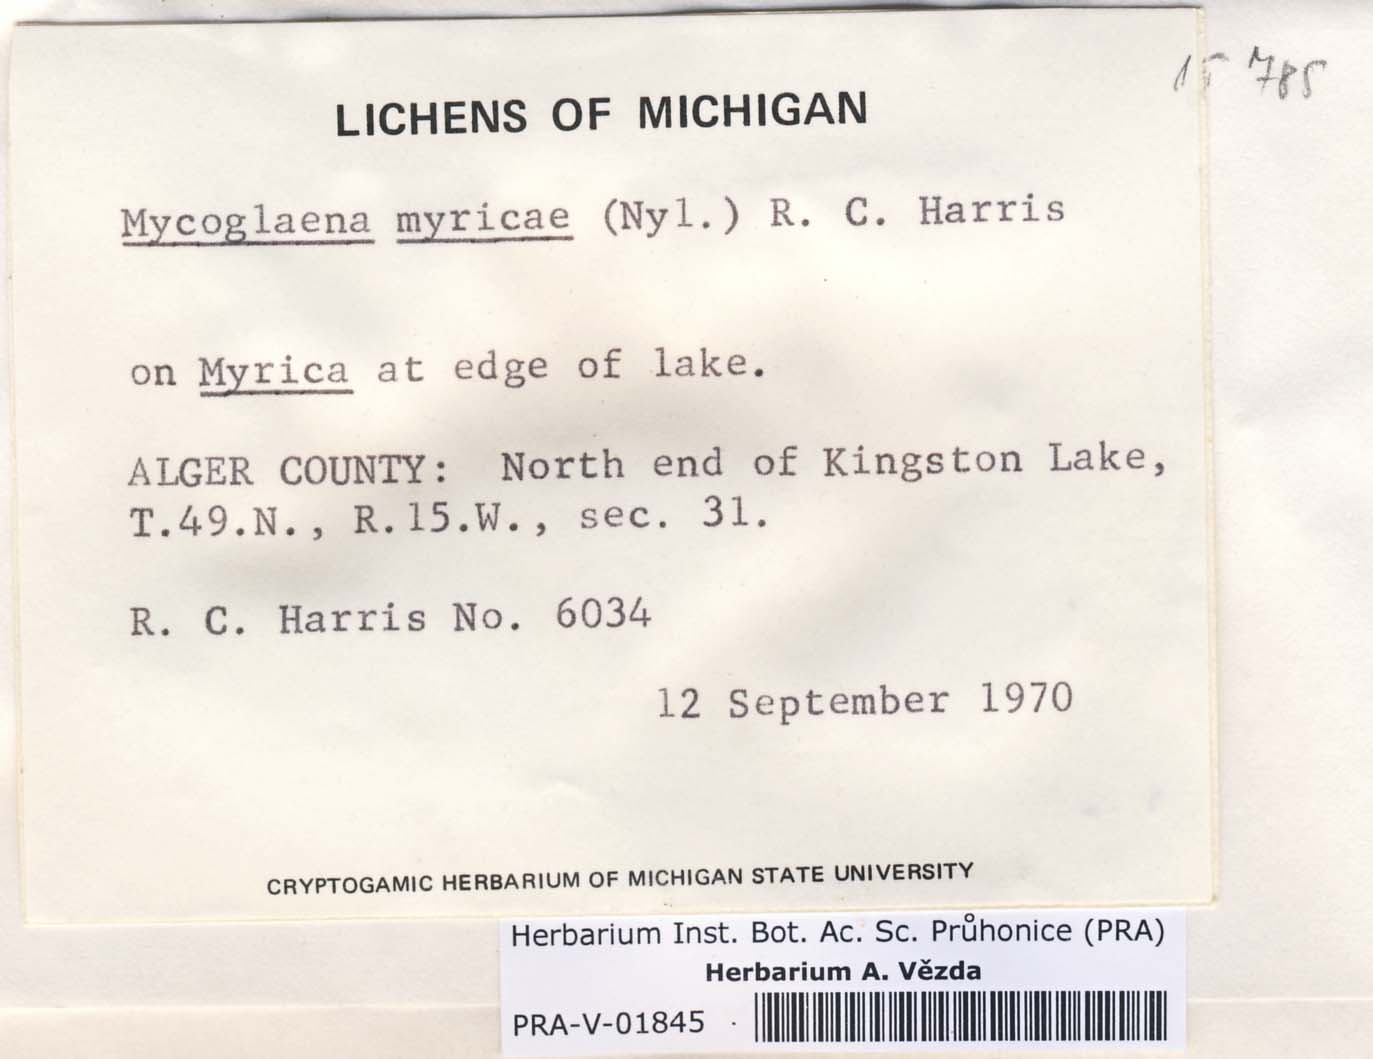 15 785
LICHENS OF MICHIGAN
Mycoglaena myricae (Nyl.) R. C. Harris
on Myrica at edge of lake.
ALGER COUNTY: North end of Kingston Lake,
T.49.N., R.15.W., sec. 31.
R. C. Harris No. 6034
12 September 1970
CRYPTOGAMIC HERBARIUM OF MICHIGAN STATE UNIVERSITY
Herbarium Inst. Bot. Ac. Sc. Průhonice (PRA)
Herbarium A. Vězda
PRA-V-01845